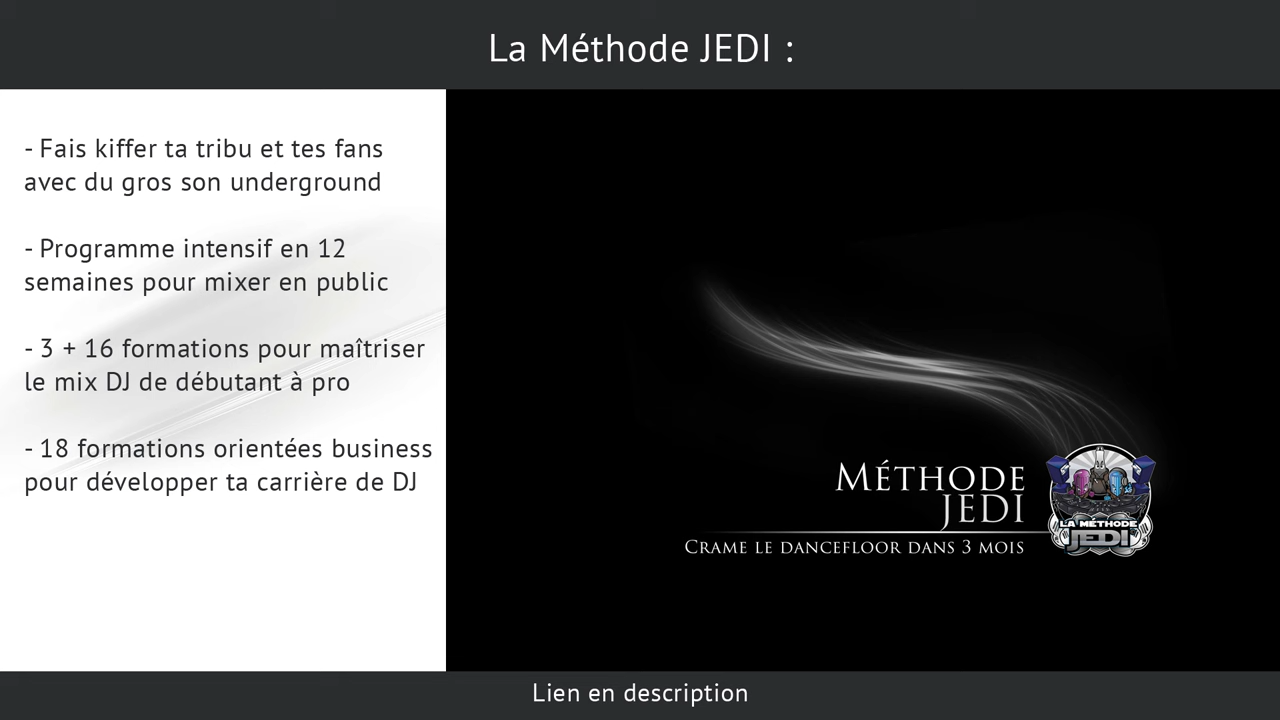 La Méthode JEDI :
- Fais kiffer ta tribu et tes fans
avec du gros son underground
- Programme intensif en 12
semaines pour mixer en public
- 3 + 16 formations pour maîtriser
le mix DJ de débutant à pro
- 18 formations orientées business
pour développer ta carrière de DJ
MÉTHODE
JEDI
CRAME LE DANCEFLOOR DANS 3 MOIS
LA MÉTHODE
JEDI
Lien en description